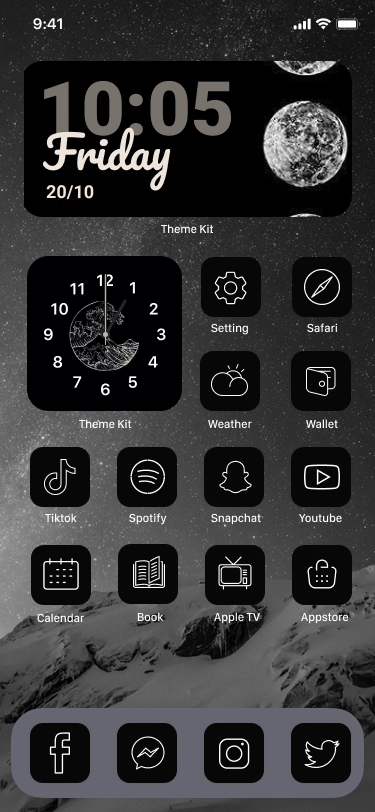 9:41
10:05
Friday
20/10
Theme Kit
12
1
2
3
4
5
6
7
8
9
10
11
Theme Kit
Setting
Safari
Weather
Wallet
Tiktok
Spotify
Snapchat
Youtube
Calendar
Book
Apple TV
Appstore